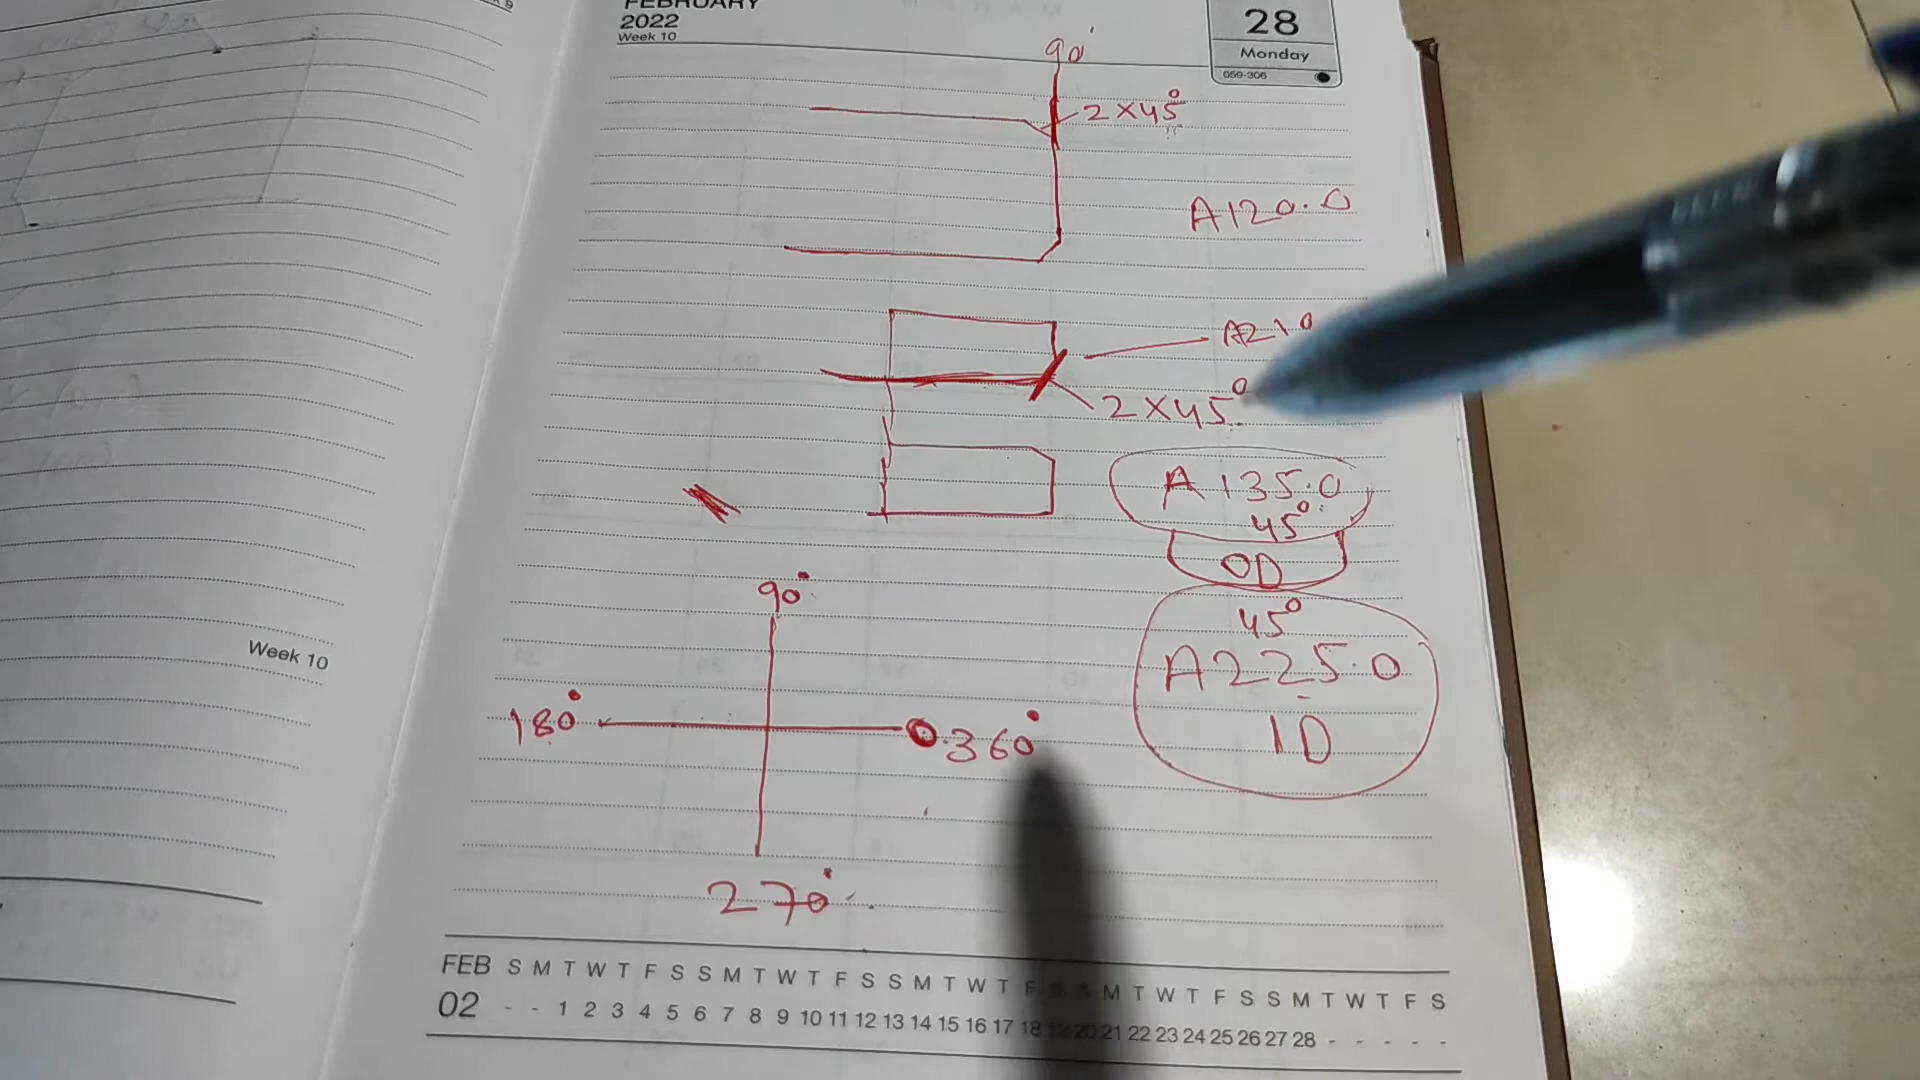 FEBRUARY
2022
Week 10
28
Monday
059-306
90°
2X45°
A120.0
A210
2X45°
A135.0
45°
OD
90°
45°
A225.0
ID
180°
0.360°
270°
Week 10
FEB S M T W T F S S M T W T F S S M T W T F S S M T W T F S S M T W T F S
02 - - 1 2 3 4 5 6 7 8 9 10 11 12 13 14 15 16 17 18 19 20 21 22 23 24 25 26 27 28 - - - - -